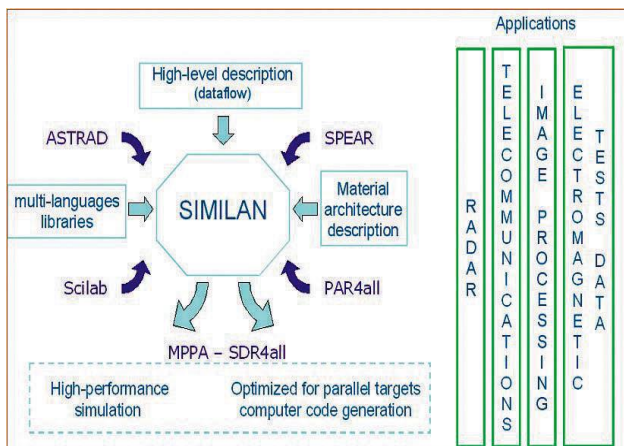 Applications
High-level description
(dataflow)
ASTRAD
SPEAR
multi-languages
libraries
SIMILAN
Material
architecture
description
Scilab
PAR4all
MPPA – SDR4all
High-performance
simulation
Optimized for parallel targets
computer code generation
RADAR
TELECOMMUNICATIONS
IMAGE PROCESSING
ELECTROMAGNETIC
TESTS DATA